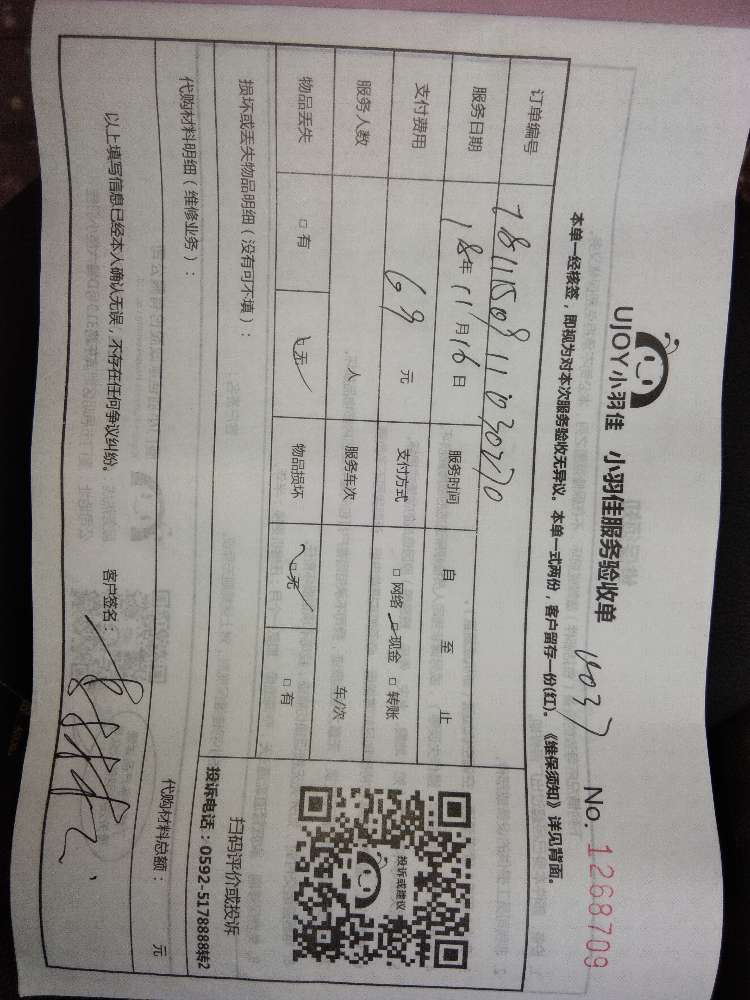 UJOY小羽佳 小羽佳服务验收单 No. 1268709
本单一经核签，即视为对本次服务验收无异议。本单一式两份，客户留存一份(红)。《维保须知》详见背面。
订单编号
服务日期 18年 11月 16日 服务时间 自 至 止
支付费用 69 元 支付方式 □ 网络 □ 现金 □ 转账
服务人数 人 服务车次 车/次
物品丢失 □ 有 □ 无 物品损坏 □ 无 □ 有
损坏或丢失物品明细（没有可不填）：
代购材料明细（维修业务）： 代购材料总额： 元
以上填写信息已经本人确认无误，不存在任何争议纠纷。 客户签名：
投诉或建议
扫码评价或投诉
投诉电话：0592-5178888转2